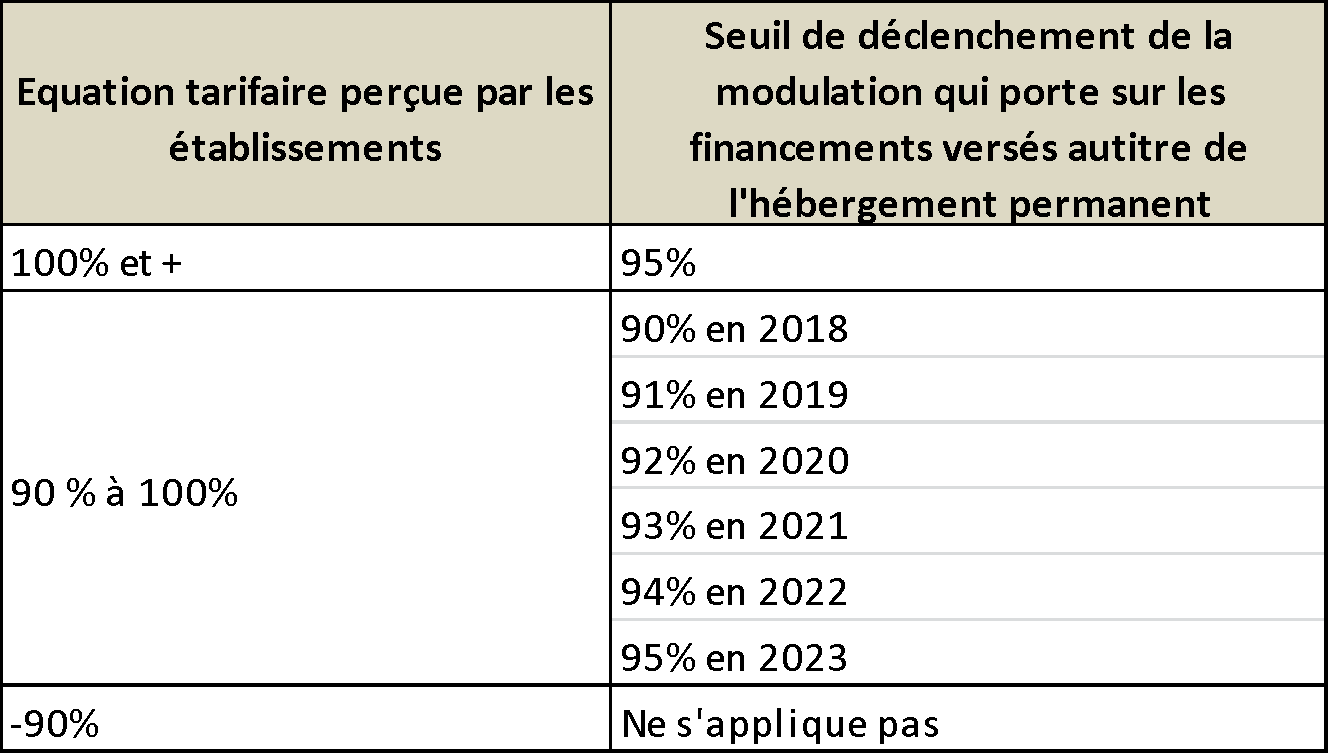 Equation tarifaire perçue par les
établissements
Seuil de déclenchement de la
modulation qui porte sur les
financements versés autitre de
l'hébergement permanent
100% et +
95%
90 % à 100%
90% en 2018
91% en 2019
92% en 2020
93% en 2021
94% en 2022
95% en 2023
-90%
Ne s'applique pas